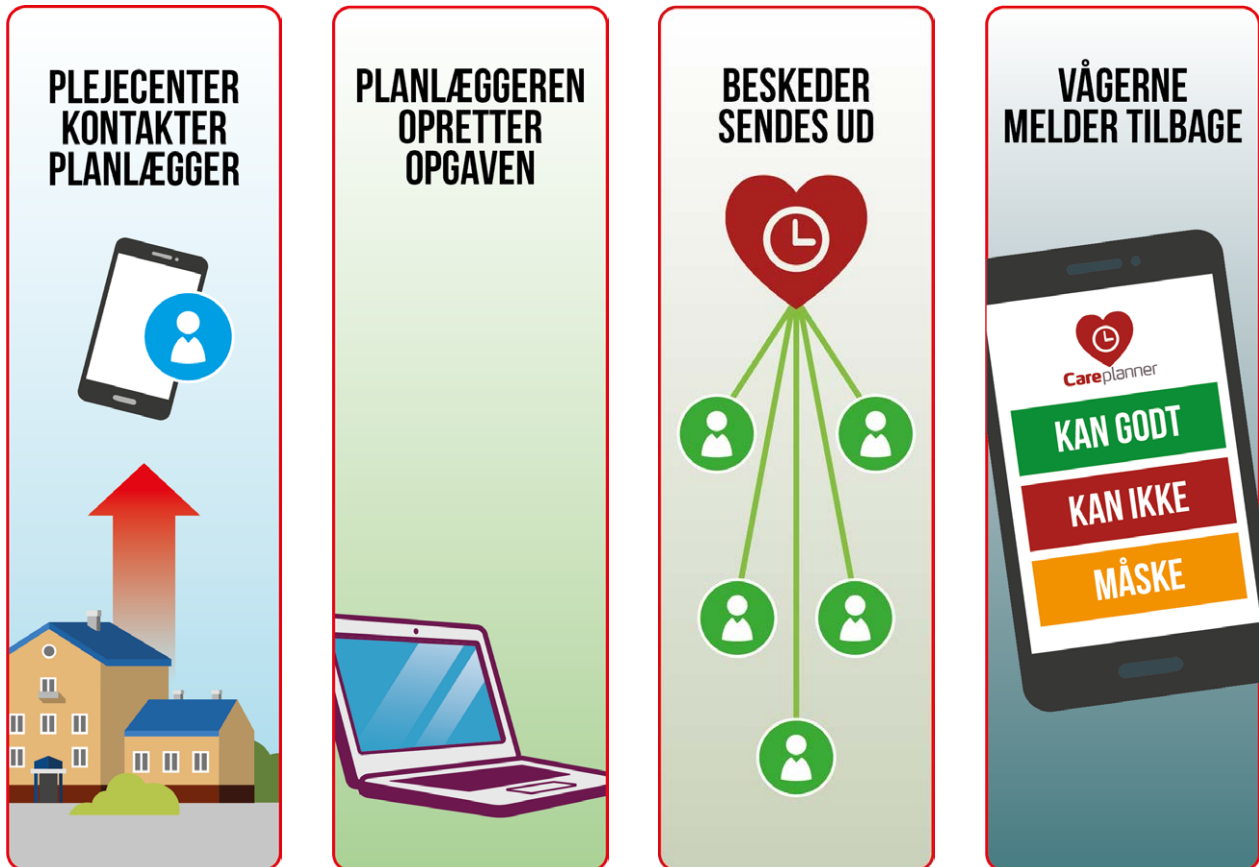 PLEJECENTER
KONTAKTER
PLANLÆGGER
PLANLÆGGEREN
OPRETTER
OPGAVEN
BESKEDER
SENDES UD
VÅGERNE
MELDER TILBAGE
Careplanner
KAN GODT
KAN IKKE
MÅSKE